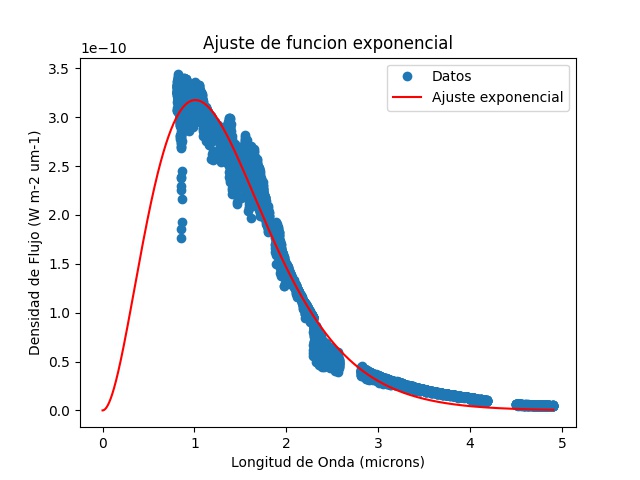 Ajuste de funcion exponencial
1e−10
3.5
3.0
2.5
2.0
1.5
1.0
0.5
0.0
Densidad de Flujo (W m-2 um-1)
Datos
Ajuste exponencial
0 1 2 3 4 5
Longitud de Onda (microns)